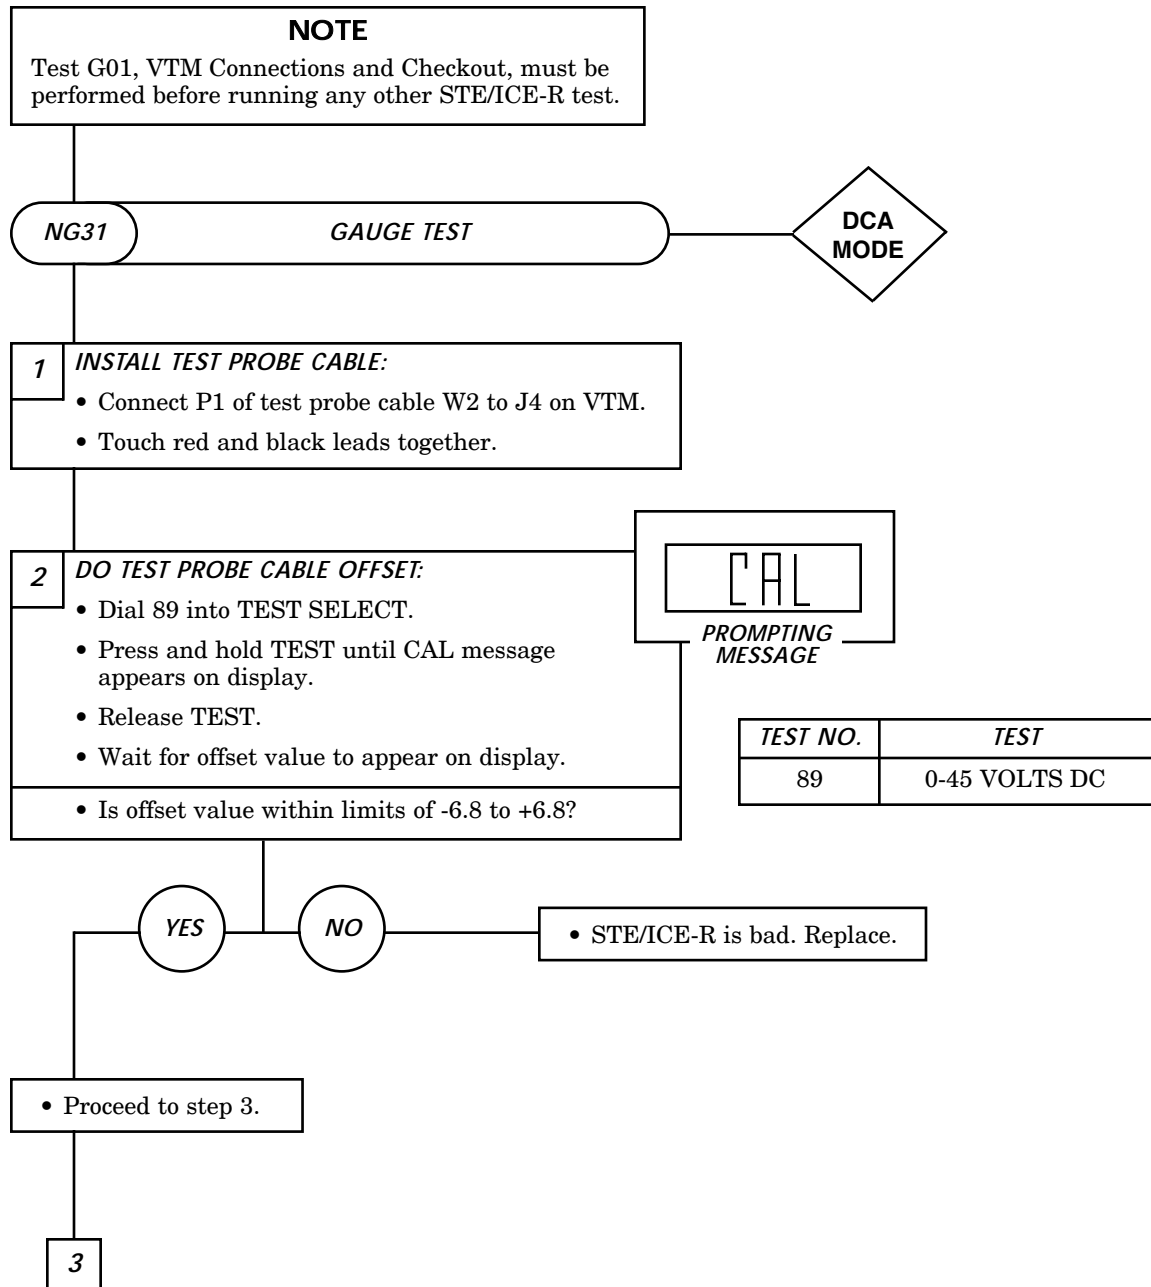 NOTE
Test G01, VTM Connections and Checkout, must be
performed before running any other STE/ICE-R test.
NG31
GAUGE TEST
DCA
MODE
1
INSTALL TEST PROBE CABLE:
• Connect P1 of test probe cable W2 to J4 on VTM.
• Touch red and black leads together.
2
DO TEST PROBE CABLE OFFSET:
• Dial 89 into TEST SELECT.
• Press and hold TEST until CAL message
appears on display.
• Release TEST.
• Wait for offset value to appear on display.
• Is offset value within limits of -6.8 to +6.8?
CAL
PROMPTING
MESSAGE
TEST NO.
TEST
89
0-45 VOLTS DC
YES
NO
• STE/ICE-R is bad. Replace.
• Proceed to step 3.
3